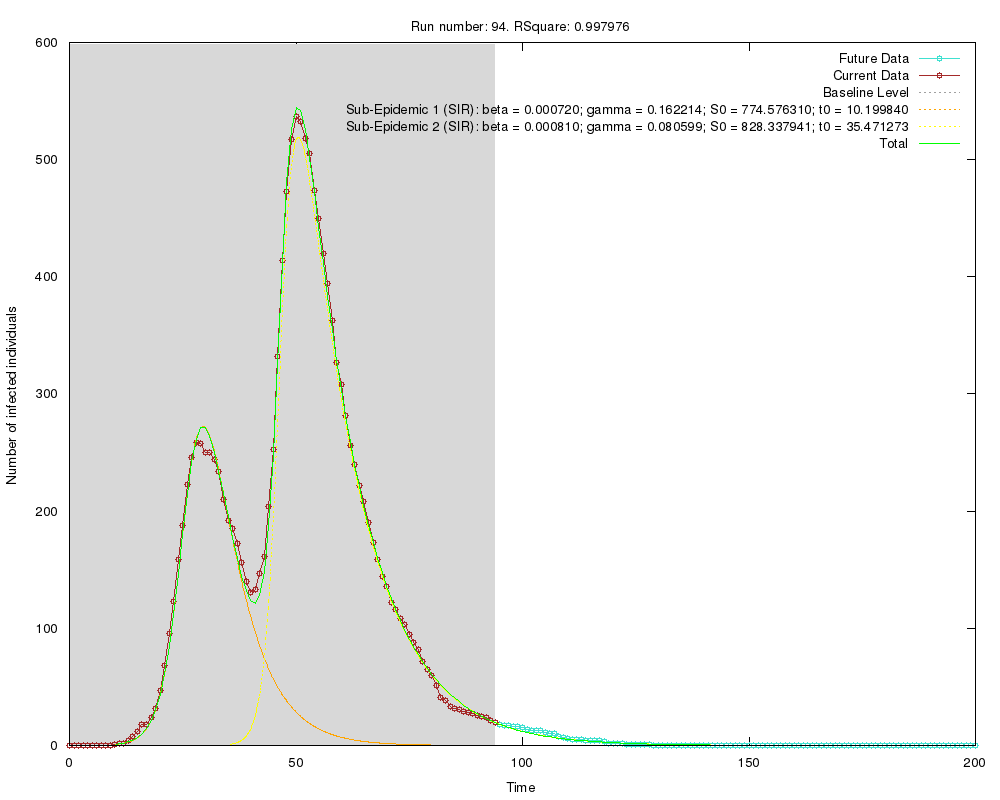 Run number: 94. RSquare: 0.997976
Future Data
Current Data
Baseline Level
Sub-Epidemic 1 (SIR): beta = 0.000720; gamma = 0.162214; S0 = 774.576310; t0 = 10.199840
Sub-Epidemic 2 (SIR): beta = 0.000810; gamma = 0.080599; S0 = 828.337941; t0 = 35.471273
Total
600
500
400
300
200
100
0
Number of infected individuals
0 50 100 150 200
Time